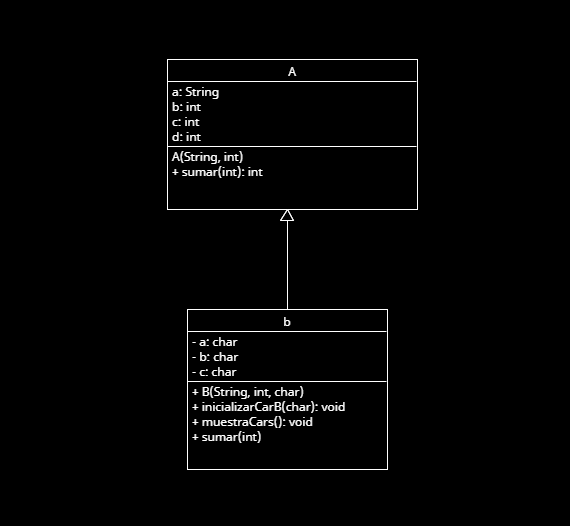 A
a: String
b: int
c: int
d: int
A(String, int)
+ sumar(int): int
b
- a: char
- b: char
- c: char
+ B(String, int, char)
+ inicializarCarB(char): void
+ muestraCars(): void
+ sumar(int)